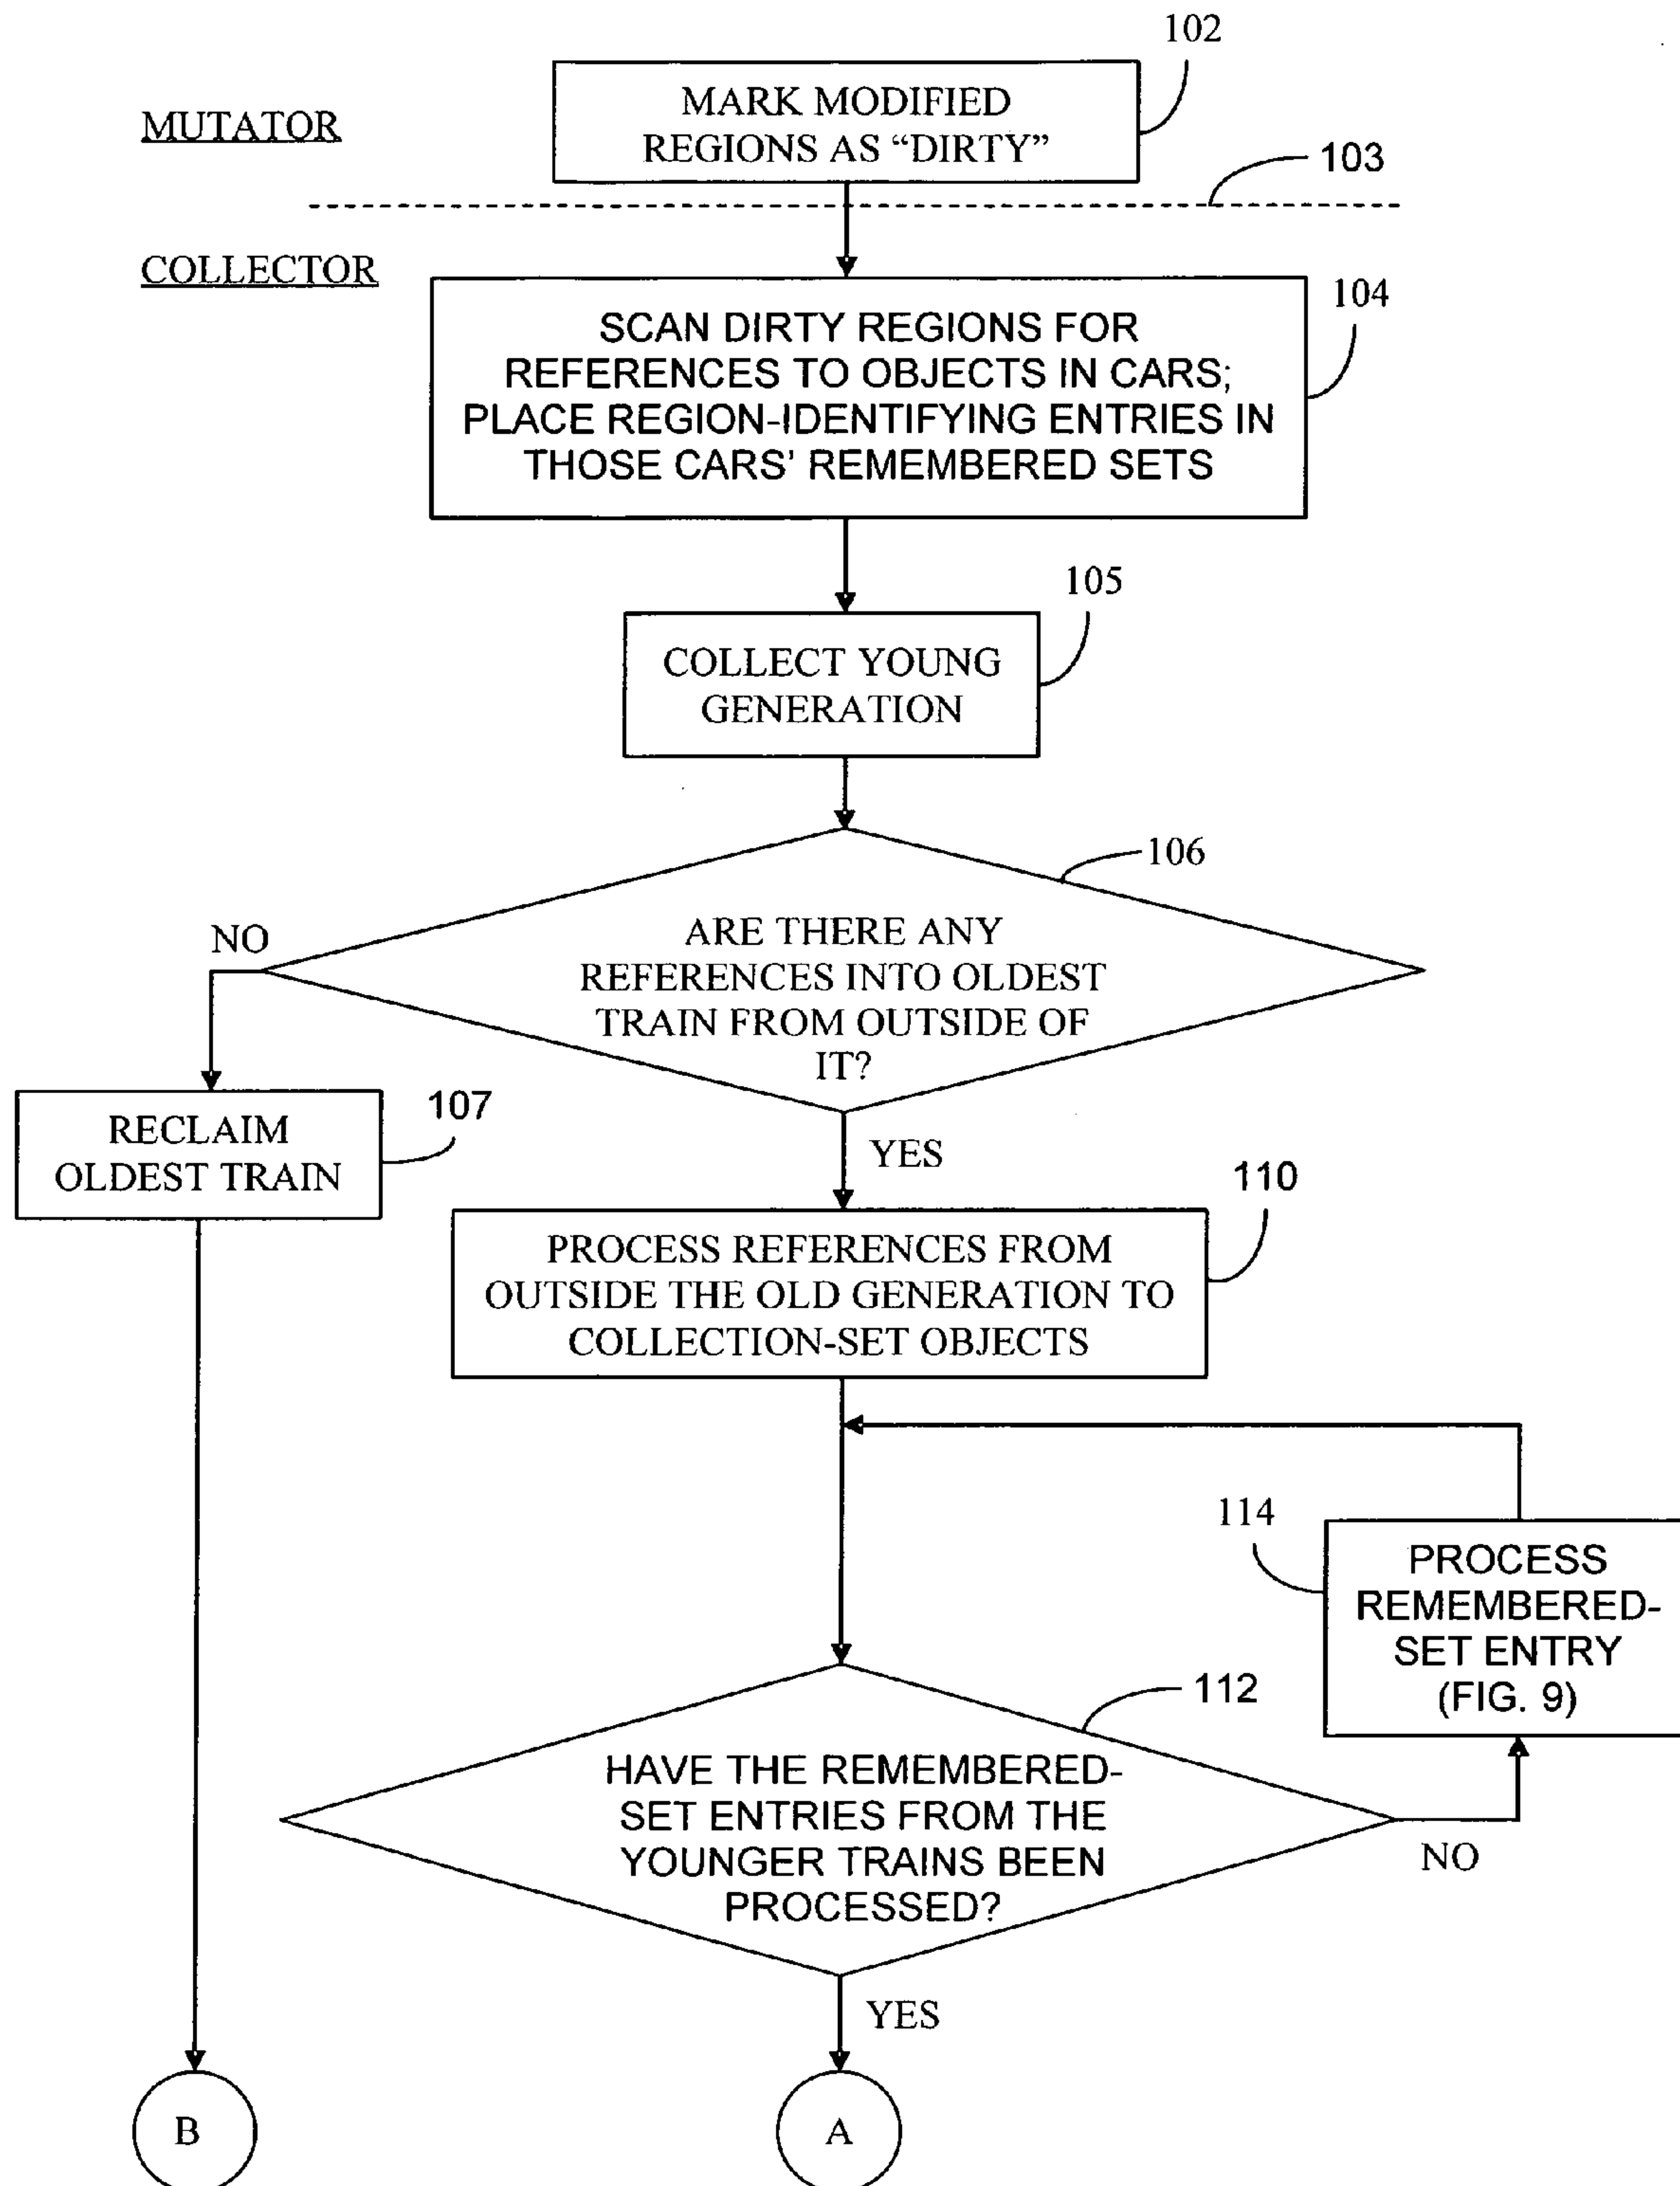 102
MARK MODIFIED
REGIONS AS “DIRTY”
MUTATOR
103
COLLECTOR
104
SCAN DIRTY REGIONS FOR
REFERENCES TO OBJECTS IN CARS;
PLACE REGION-IDENTIFYING ENTRIES IN
THOSE CARS’ REMEMBERED SETS
105
COLLECT YOUNG
GENERATION
106
ARE THERE ANY
REFERENCES INTO OLDEST
TRAIN FROM OUTSIDE OF
IT?
NO
107
RECLAIM
OLDEST TRAIN
YES
110
PROCESS REFERENCES FROM
OUTSIDE THE OLD GENERATION TO
COLLECTION-SET OBJECTS
114
PROCESS
REMEMBERED-
SET ENTRY
(FIG. 9)
112
HAVE THE REMEMBERED-
SET ENTRIES FROM THE
YOUNGER TRAINS BEEN
PROCESSED?
NO
YES
B
A